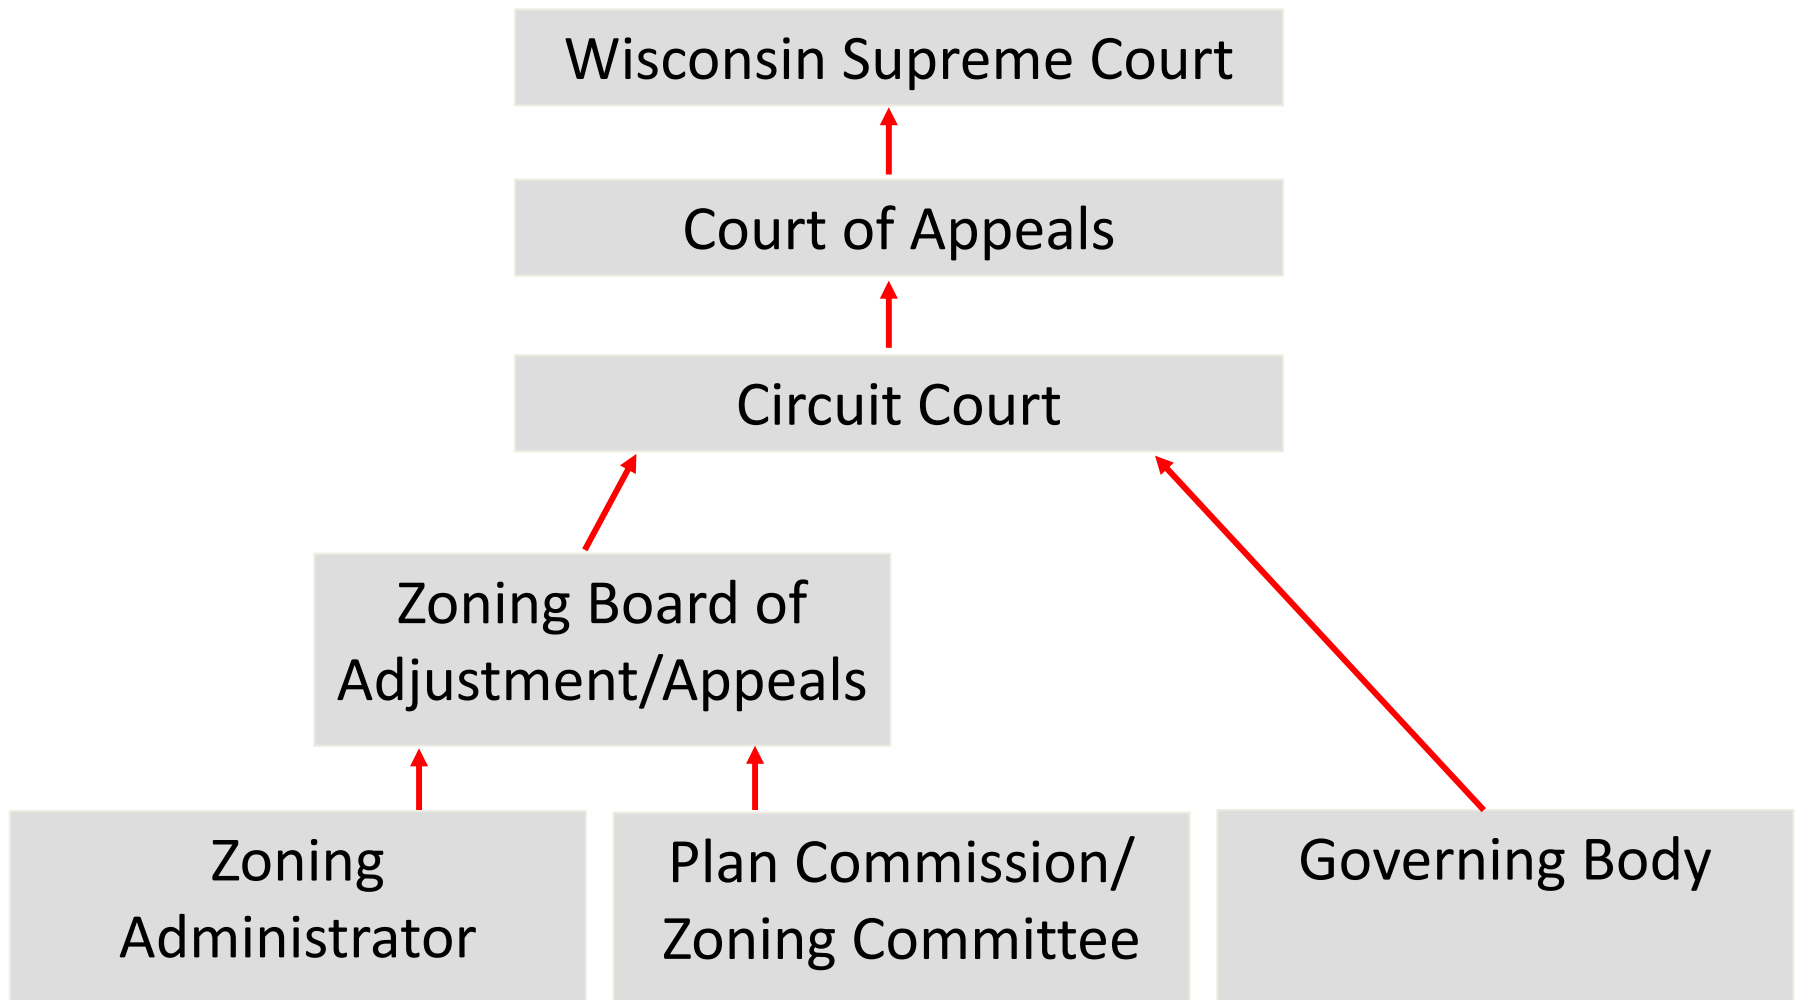 Wisconsin Supreme Court
Court of Appeals
Circuit Court
Zoning Board of
Adjustment/Appeals
Zoning
Administrator
Plan Commission/
Zoning Committee
Governing Body